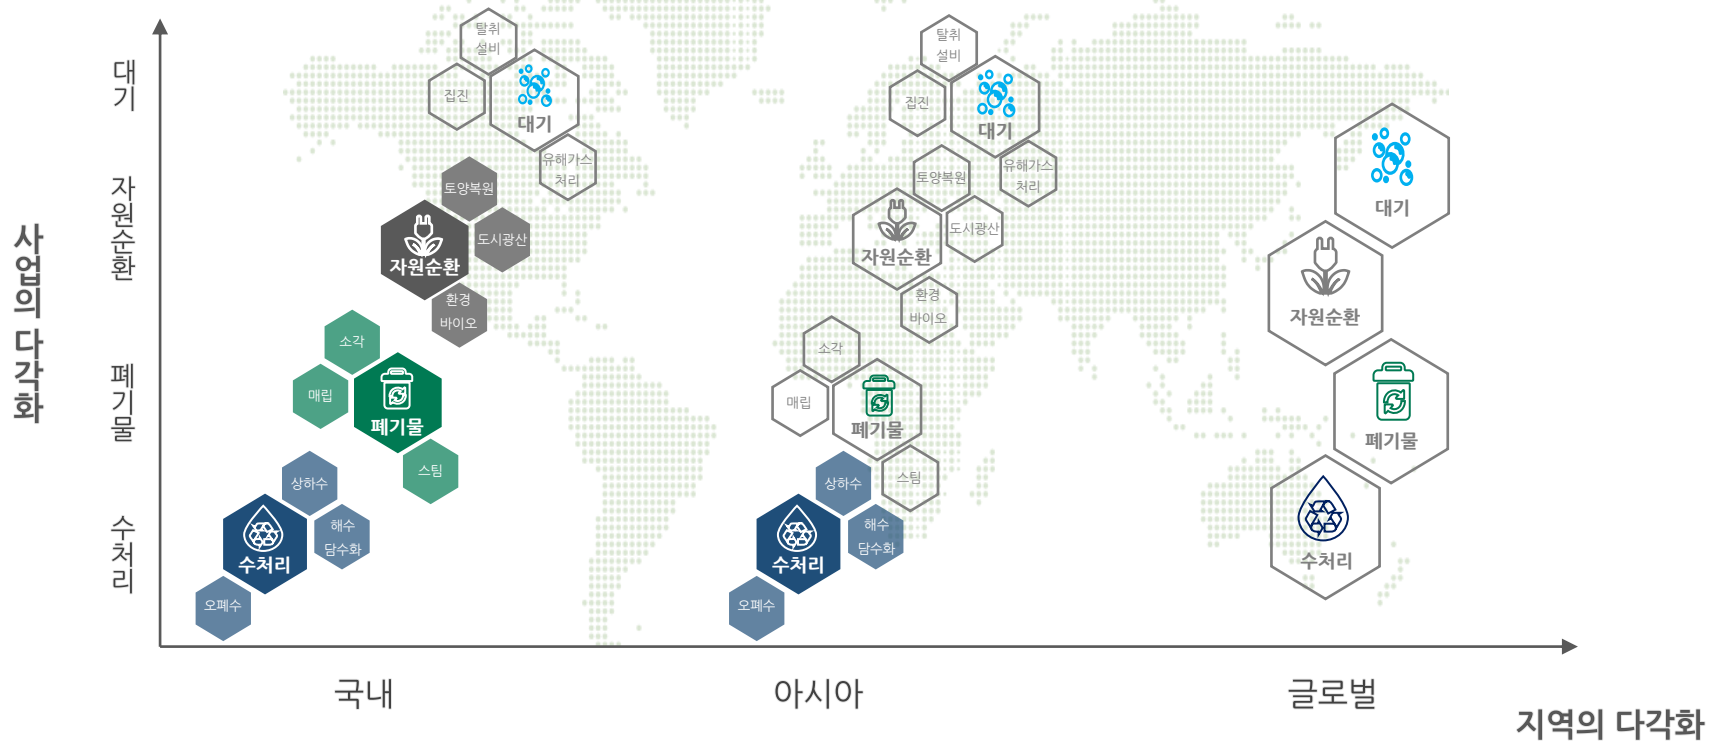 사업의 다각화
대기
자원순환
폐기물
수처리
탈취
설비
집진
대기
유해가스
처리
토양복원
자원순환
도시광산
환경
바이오
소각
매립
폐기물
스팀
상하수
수처리
해수
담수화
오폐수
탈취
설비
집진
대기
유해가스
처리
토양복원
자원순환
도시광산
환경
바이오
소각
매립
폐기물
스팀
상하수
수처리
해수
담수화
오폐수
대기
자원순환
폐기물
수처리
국내
아시아
글로벌
지역의 다각화